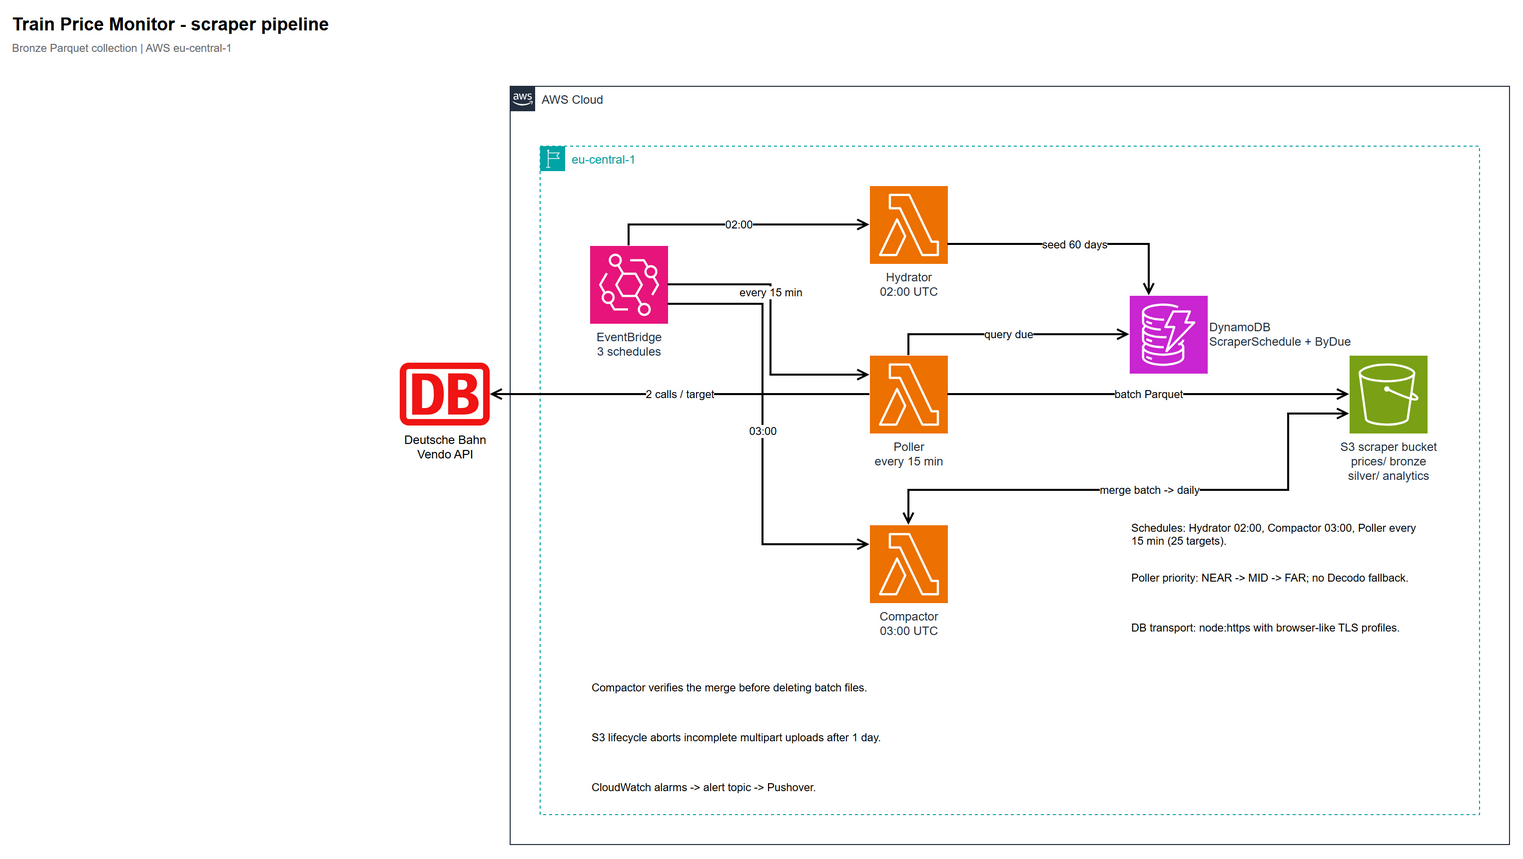 Train Price Monitor - scraper pipeline
Bronze Parquet collection | AWS eu-central-1
aws
AWS Cloud
eu-central-1
02:00
seed 60 days
Hydrator
02:00 UTC
every 15 min
EventBridge
3 schedules
query due
DynamoDB
ScraperSchedule + ByDue
DB
2 calls / target
batch Parquet
Deutsche Bahn
Vendo API
03:00
Poller
every 15 min
S3 scraper bucket
prices/ bronze
silver/ analytics
merge batch -> daily
Schedules: Hydrator 02:00, Compactor 03:00, Poller every
15 min (25 targets).
Poller priority: NEAR -> MID -> FAR; no Decodo fallback.
Compactor
03:00 UTC
DB transport: node:https with browser-like TLS profiles.
Compactor verifies the merge before deleting batch files.
S3 lifecycle aborts incomplete multipart uploads after 1 day.
CloudWatch alarms -> alert topic -> Pushover.